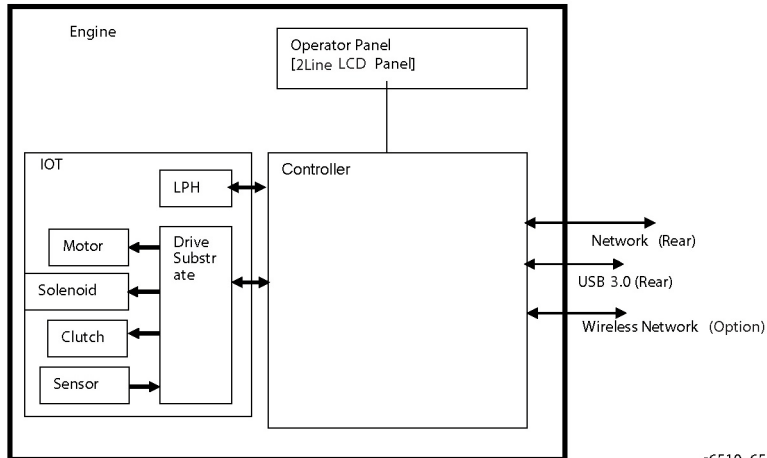 Engine
Operator Panel
[2Line LCD Panel]
IOT
LPH
Controller
Motor
Drive
Substr
ate
Solenoid
Clutch
Sensor
Network (Rear)
USB 3.0 (Rear)
Wireless Network (Option)